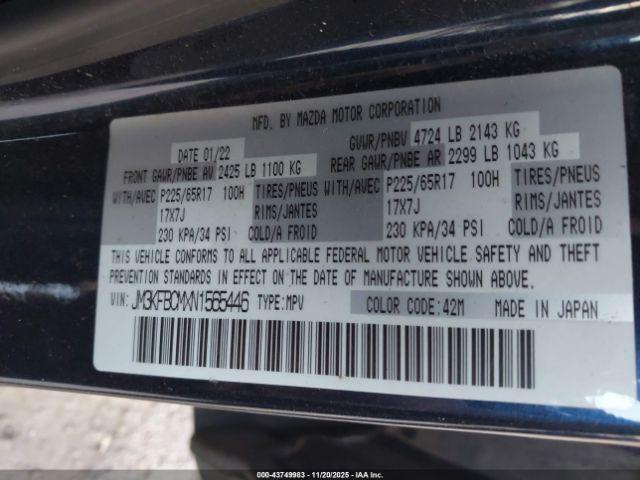 MFD. BY MAZDA MOTOR CORPORATION
DATE 01/22 GVWR/PNBV 4724 LB 2143 KG
FRONT GAWR/PNBE AV 2425 LB 1100 KG REAR GAWR/PNBE AR 2299 LB 1043 KG
WITH/AVEC P225/65R17 100H TIRES/PNEUS WITH/AVEC P225/65R17 100H TIRES/PNEUS
17X7J RIMS/JANTES 17X7J RIMS/JANTES
230 KPA/34 PSI COLD/A FROID 230 KPA/34 PSI COLD/A FROID
THIS VEHICLE CONFORMS TO ALL APPLICABLE FEDERAL MOTOR VEHICLE SAFETY AND THEFT
PREVENTION STANDARDS IN EFFECT ON THE DATE OF MANUFACTURE SHOWN ABOVE.
VIN: JM3KFBCMXN1565446 TYPE:MPV COLOR CODE:42M MADE IN JAPAN
000-43749983 - 11/20/2025 - IAA Inc.